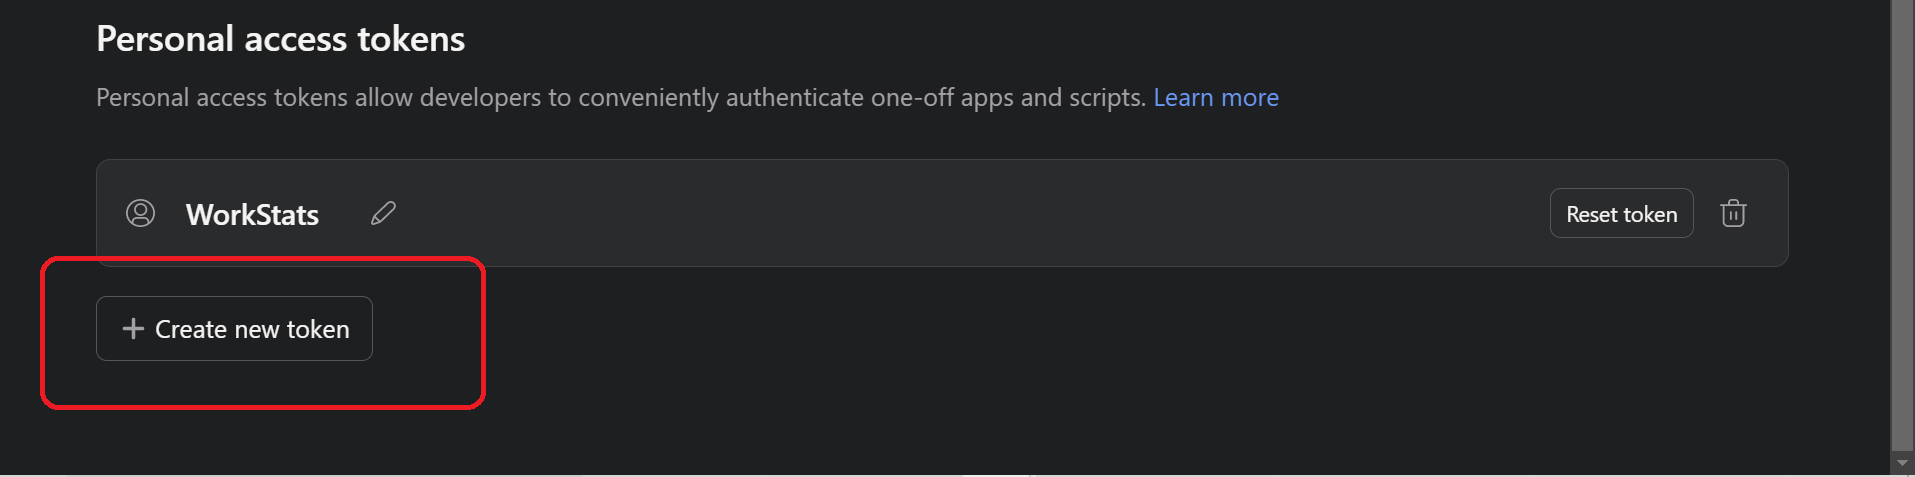 Personal access tokens
Personal access tokens allow developers to conveniently authenticate one-off apps and scripts. Learn more
WorkStats
Reset token
Create new token